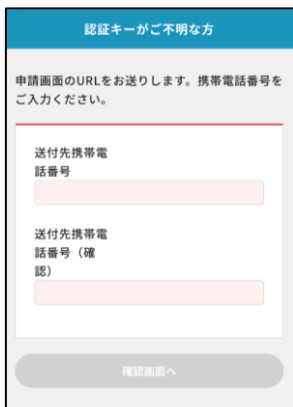 認証キーがご不明な方
申請画面のURLをお送りします。携帯電話番号を
ご入力ください。
送付先携帯電
話番号
送付先携帯電
話番号（確
認）
確認画面へ